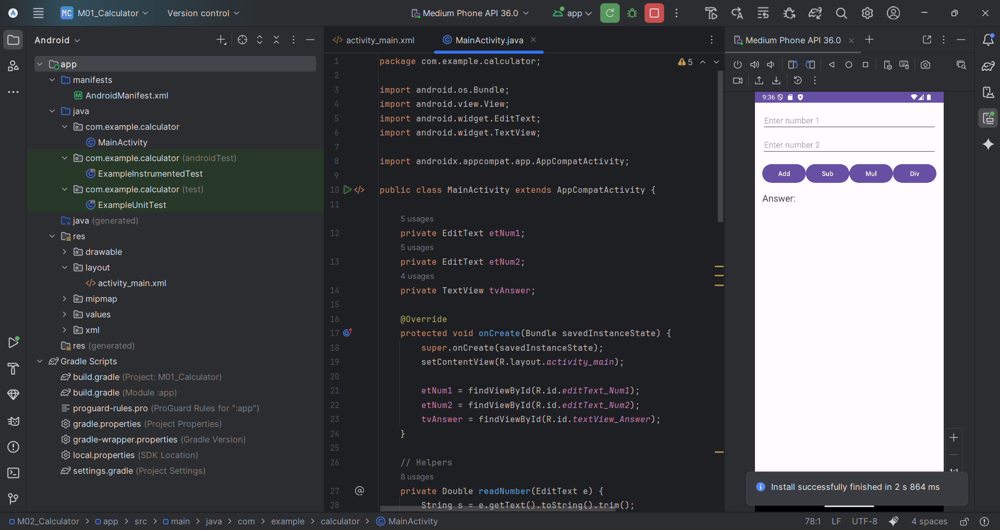 MC M01_Calculator Version control Medium Phone API 36.0 app
Android
app
manifests
AndroidManifest.xml
java
com.example.calculator
MainActivity
com.example.calculator (androidTest)
ExampleInstrumentedTest
com.example.calculator (test)
ExampleUnitTest
java (generated)
res
drawable
layout
activity_main.xml
mipmap
values
xml
res (generated)
Gradle Scripts
build.gradle (Project: M01_Calculator)
build.gradle (Module :app)
proguard-rules.pro (ProGuard Rules for ":app")
gradle.properties (Project Properties)
gradle-wrapper.properties (Gradle Version)
local.properties (SDK Location)
settings.gradle (Project Settings)
activity_main.xml MainActivity.java
5
1 package com.example.calculator;
2
3 import android.os.Bundle;
4 import android.view.View;
5 import android.widget.EditText;
6 import android.widget.TextView;
7
8 import androidx.appcompat.app.AppCompatActivity;
9
10 public class MainActivity extends AppCompatActivity {
11
5 usages
12 private EditText etNum1;
5 usages
13 private EditText etNum2;
4 usages
14 private TextView tvAnswer;
15
16 @Override
17 protected void onCreate(Bundle savedInstanceState) {
18 super.onCreate(savedInstanceState);
19 setContentView(R.layout.activity_main);
20
21 etNum1 = findViewById(R.id.editText_Num1);
22 etNum2 = findViewById(R.id.editText_Num2);
23 tvAnswer = findViewById(R.id.textView_Answer);
24 }
25
26 // Helpers
8 usages
27 private Double readNumber(EditText e) {
28 String s = e.getText().toString().trim();
Medium Phone API 36.0
9:36
Enter number 1
Enter number 2
Add Sub Mul Div
Answer:
1:1
Install successfully finished in 2 s 864 ms
M02_Calculator > app > src > main > java > com > example > calculator > MainActivity
78:1 LF UTF-8 4 spaces